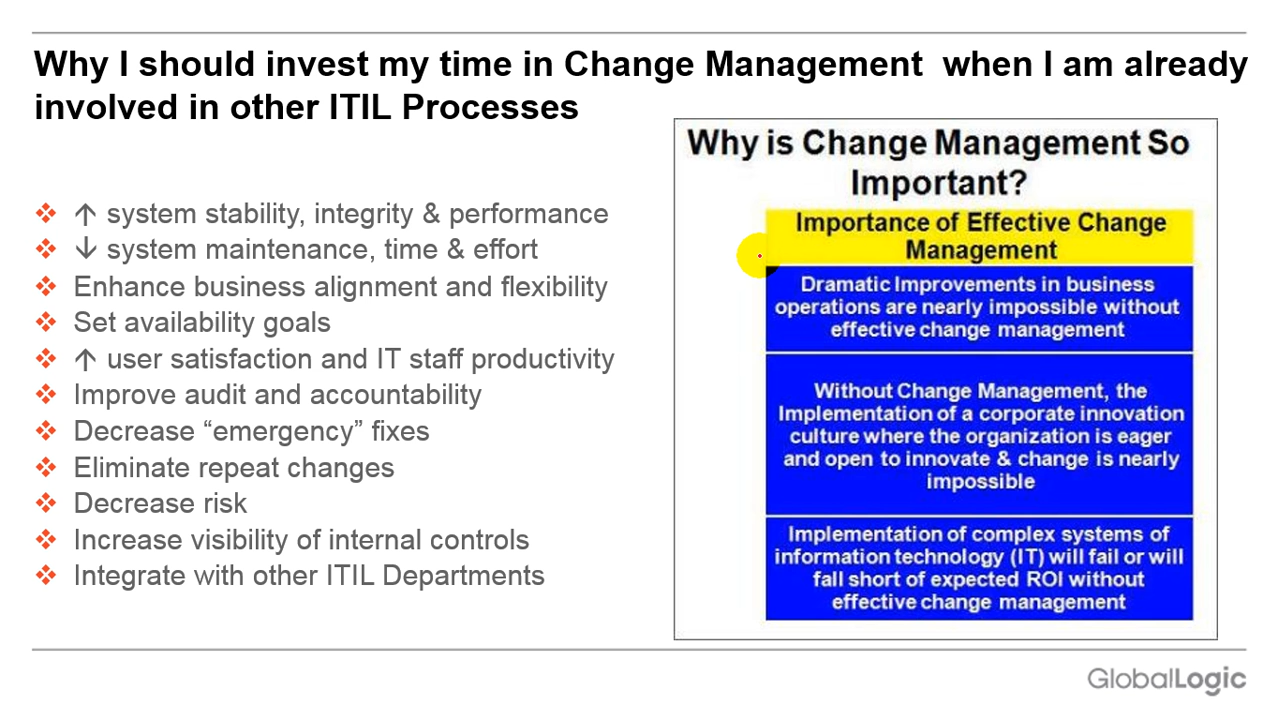 Why I should invest my time in Change Management  when I am already
involved in other ITIL Processes
❖ ↑ system stability, integrity & performance
❖ ↓ system maintenance, time & effort
❖ Enhance business alignment and flexibility
❖ Set availability goals
❖ ↑ user satisfaction and IT staff productivity
❖ Improve audit and accountability
❖ Decrease “emergency” fixes
❖ Eliminate repeat changes
❖ Decrease risk
❖ Increase visibility of internal controls
❖ Integrate with other ITIL Departments
Why is Change Management So
Important?
Importance of Effective Change
Management
Dramatic Improvements in business
operations are nearly impossible without
effective change management
Without Change Management, the
Implementation of a corporate innovation
culture where the organization is eager
and open to innovate & change is nearly
impossible
Implementation of complex systems of
information technology (IT) will fail or will
fall short of expected ROI without
effective change management
GlobalLogic